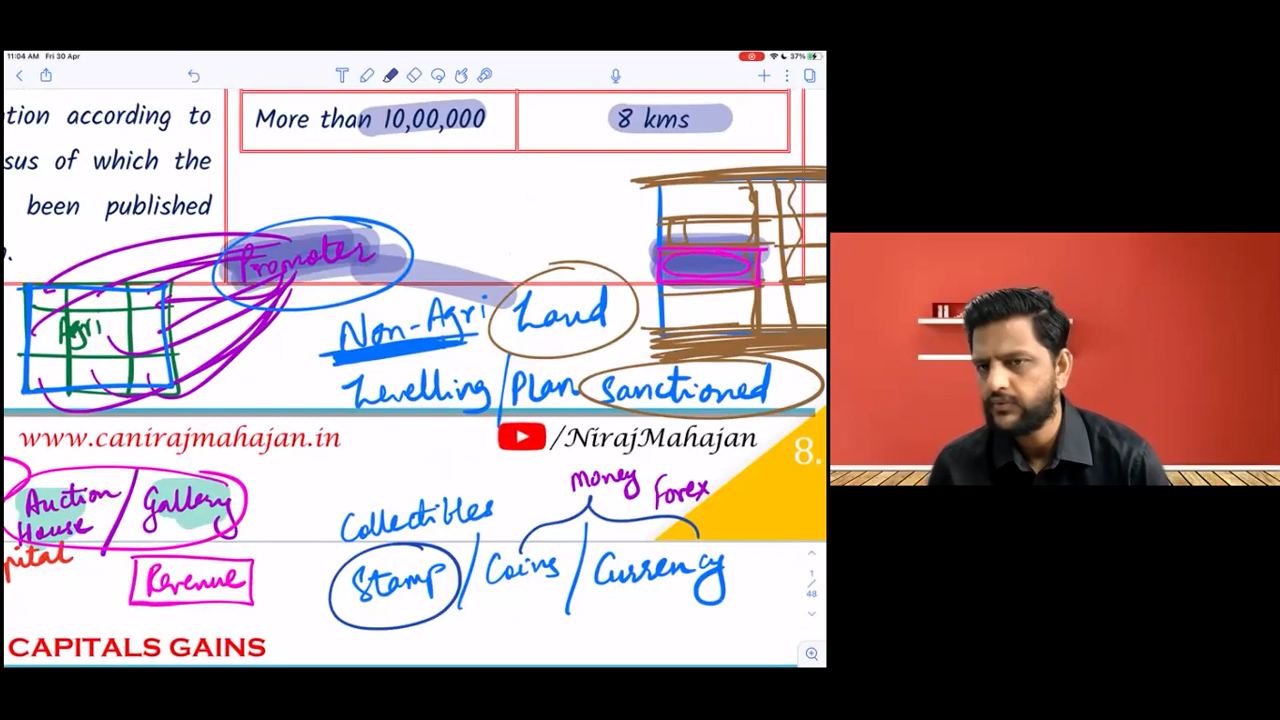 11:04 AM Fri 30 Apr
37%
tion according to
sus of which the
been published
More than 10,00,000
8 kms
Promoter
Agri
Non-Agri Land
Levelling / Plan Sanctioned
www.canirajmahajan.in
/NirajMahajan
8.
Auction House / Gallery
pital
Revenue
money
Forex
Collectibles
Stamp / Coins / Currency
1
/
48
CAPITALS GAINS